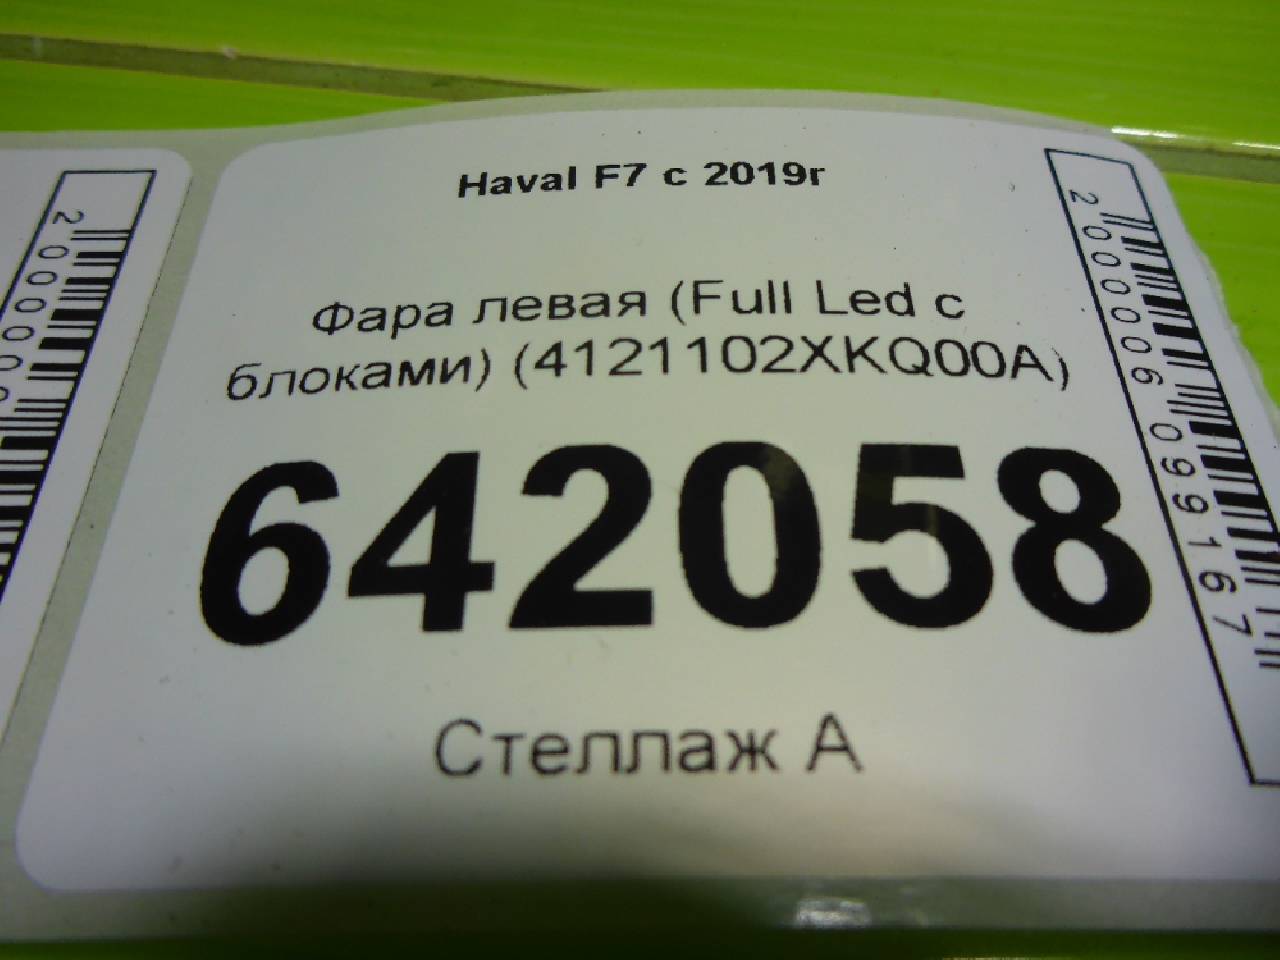 Haval F7 с 2019г
Фара левая (Full Led с
блоками) (4121102XKQ00A)
642058
Стеллаж А
2000006099167